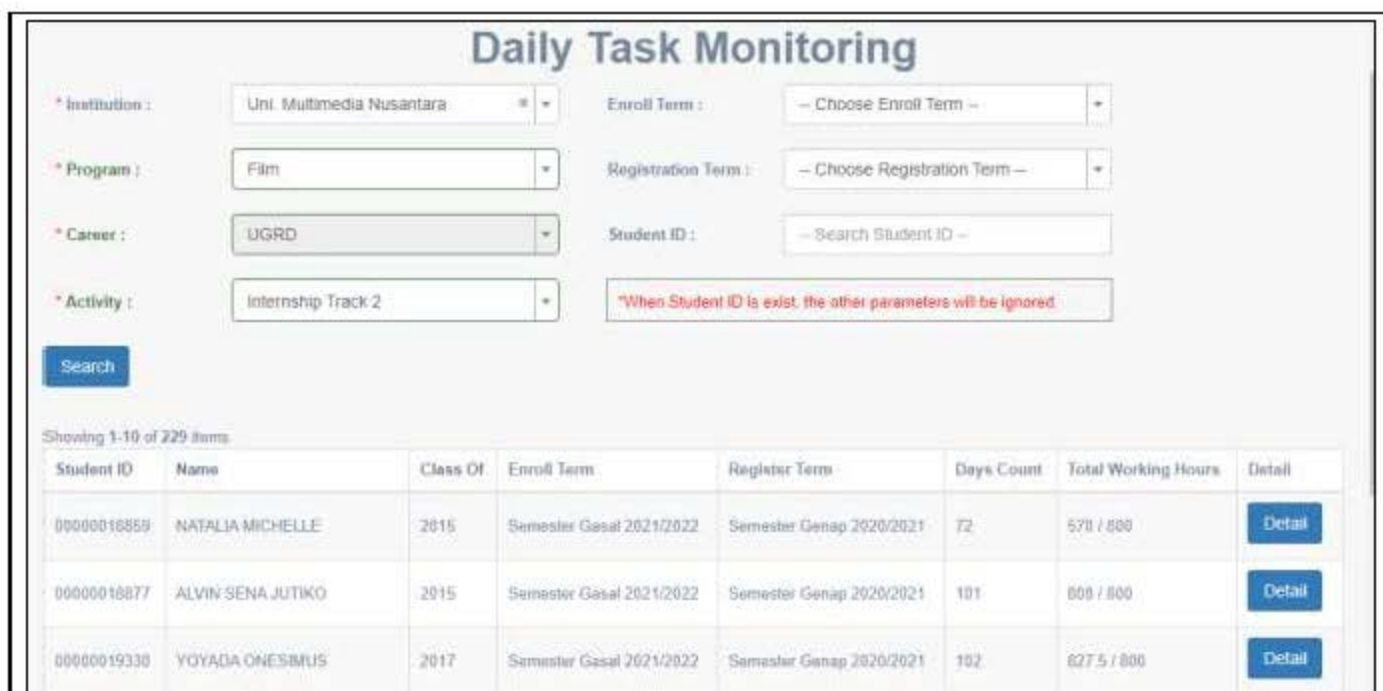 Daily Task Monitoring
* Institution : Uni. Multimedia Nusantara Enroll Term : -- Choose Enroll Term --
* Program : Film Registration Term : -- Choose Registration Term --
* Career : UGRD Student ID : -- Search Student ID --
* Activity : Internship Track 2 *When Student ID is exist, the other parameters will be ignored.
Search
Showing 1-10 of 229 items.
Student ID Name Class Of Enroll Term Register Term Days Count Total Working Hours Detail
NATALIA MICHELLE Semester Gasal 2021/2022 Semester Genap 2020/2021 72 / 800 Detail
ALVIN SENA JUTIKO 2015 Semester Gasal 2021/2022 Semester Genap 2020/2021 101 808 / 800 Detail
YOYADA ONESIMUS 2017 Semester Gasal 2021/2022 Semester Genap 2020/2021 102 827.5 / 800 Detail